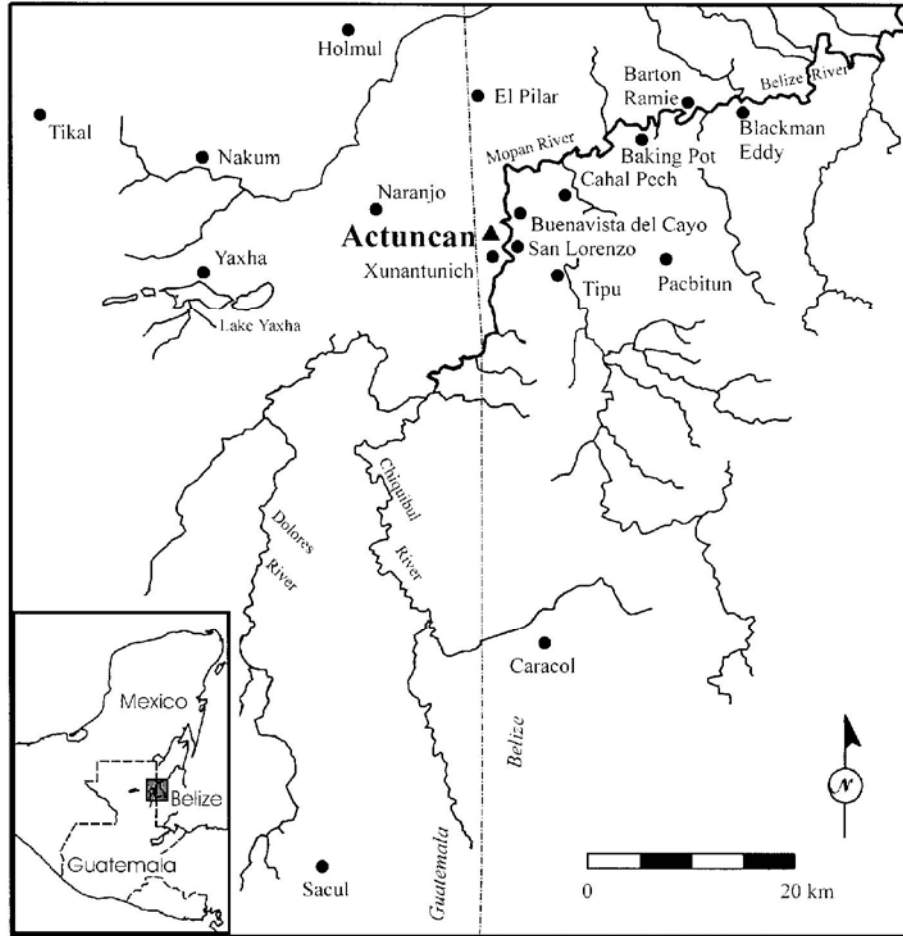 Holmul
Tikal
El Pilar
Barton
Ramie
Belize River
Blackman
Eddy
Nakum
Mopan River
Baking Pot
Cahal Pech
Naranjo
Actuncan
Buenavista del Cayo
San Lorenzo
Xunantunich
Yaxha
Tipu
Pacbitun
Lake Yaxha
Chiquibul
River
Dolores
River
Caracol
Belize
Guatemala
Sacul
Mexico
Belize
Guatemala
N
0
20 km